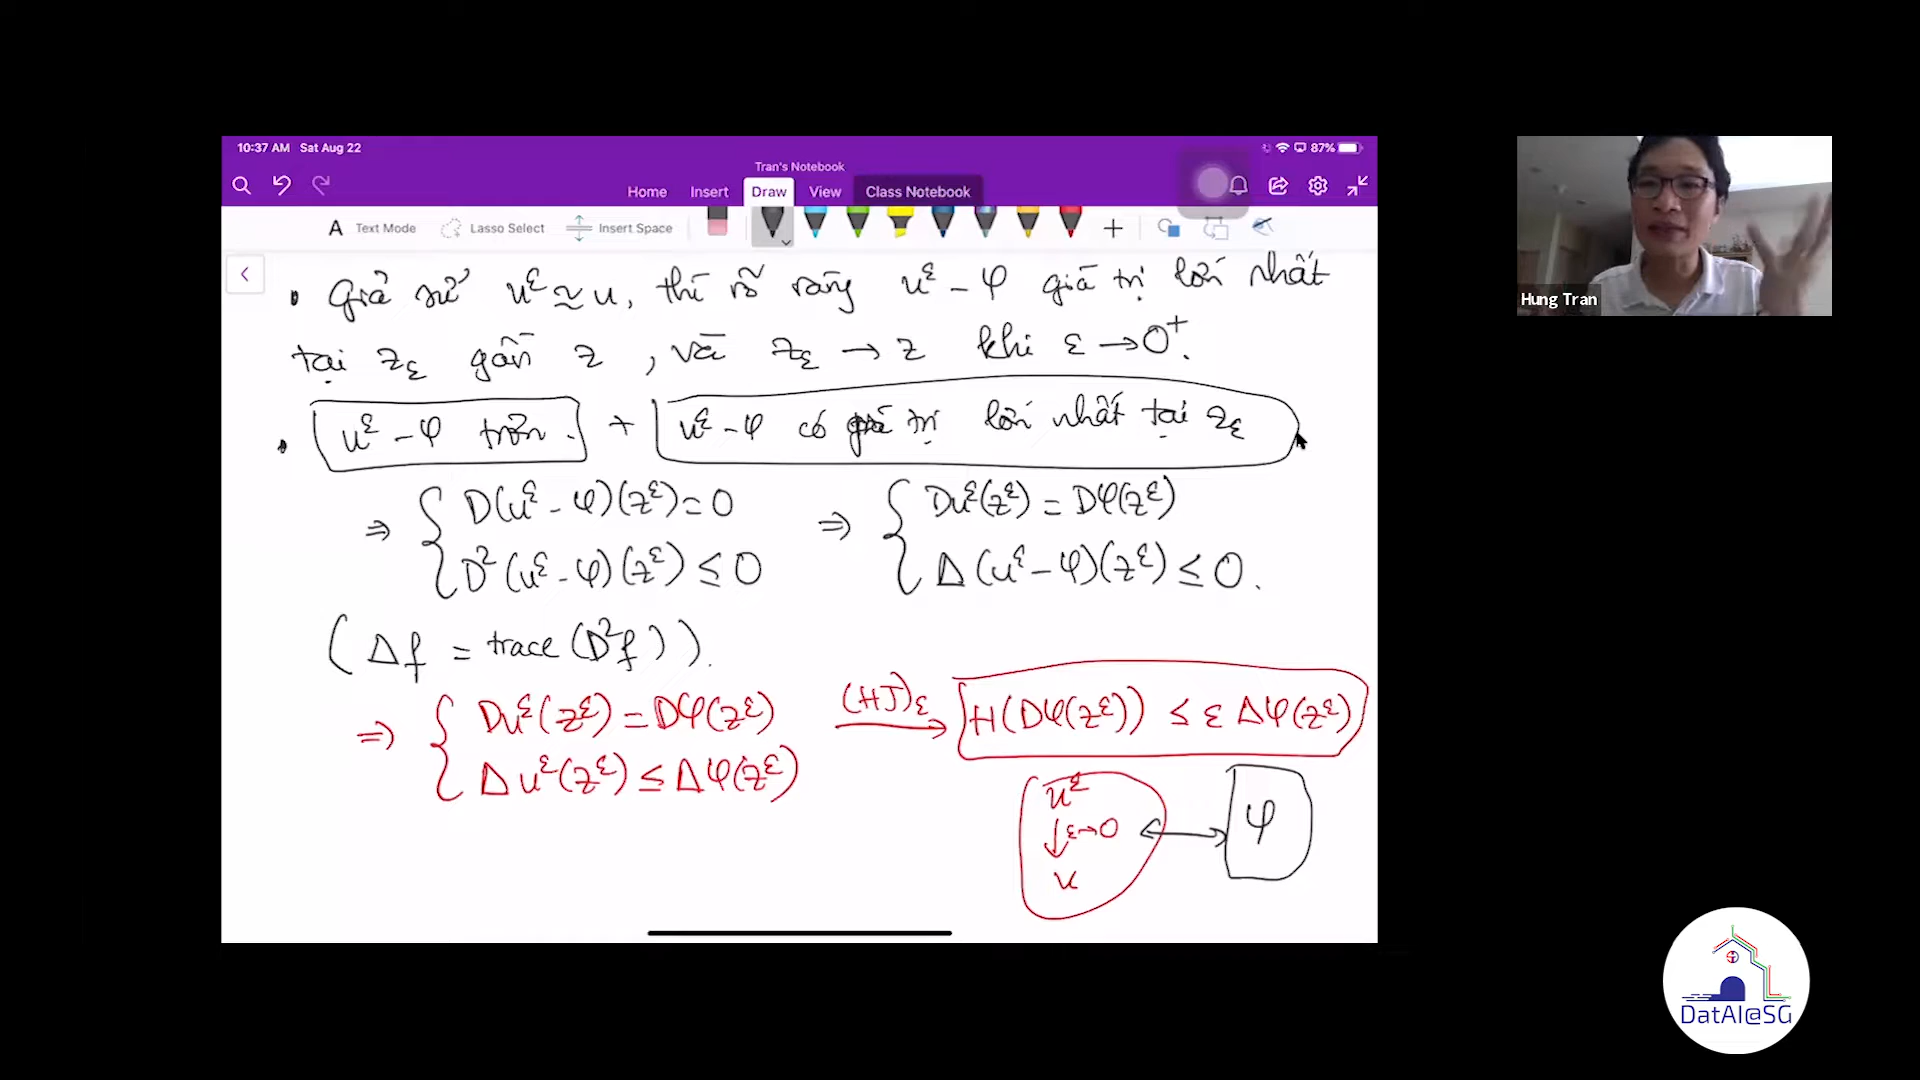 10:37 AM Sat Aug 22
87%
Tran's Notebook
Home Insert Draw View Class Notebook
A Text Mode Lasso Select Insert Space
• Giả sử u^ε ≃ u, thì rõ ràng u^ε − φ giá trị lớn nhất
tại z_ε gần z, và z_ε → z khi ε → 0⁺.
• u^ε − φ trơn. + u^ε − φ có giá trị lớn nhất tại z_ε
⇒ { D(u^ε − φ)(z^ε) = 0 ⇒ { Du^ε(z^ε) = Dφ(z^ε)
D²(u^ε − φ)(z^ε) ≤ 0 Δ(u^ε − φ)(z^ε) ≤ 0.
(Δf = trace(D²f)).
⇒ { Du^ε(z^ε) = Dφ(z^ε) (HJ)_ε → H(Dφ(z^ε)) ≤ ε Δφ(z^ε)
Δu^ε(z^ε) ≤ Δφ(z^ε)
u^ε
↓ ε→0 ↔ φ
u
Hung Tran
DatAI@SG